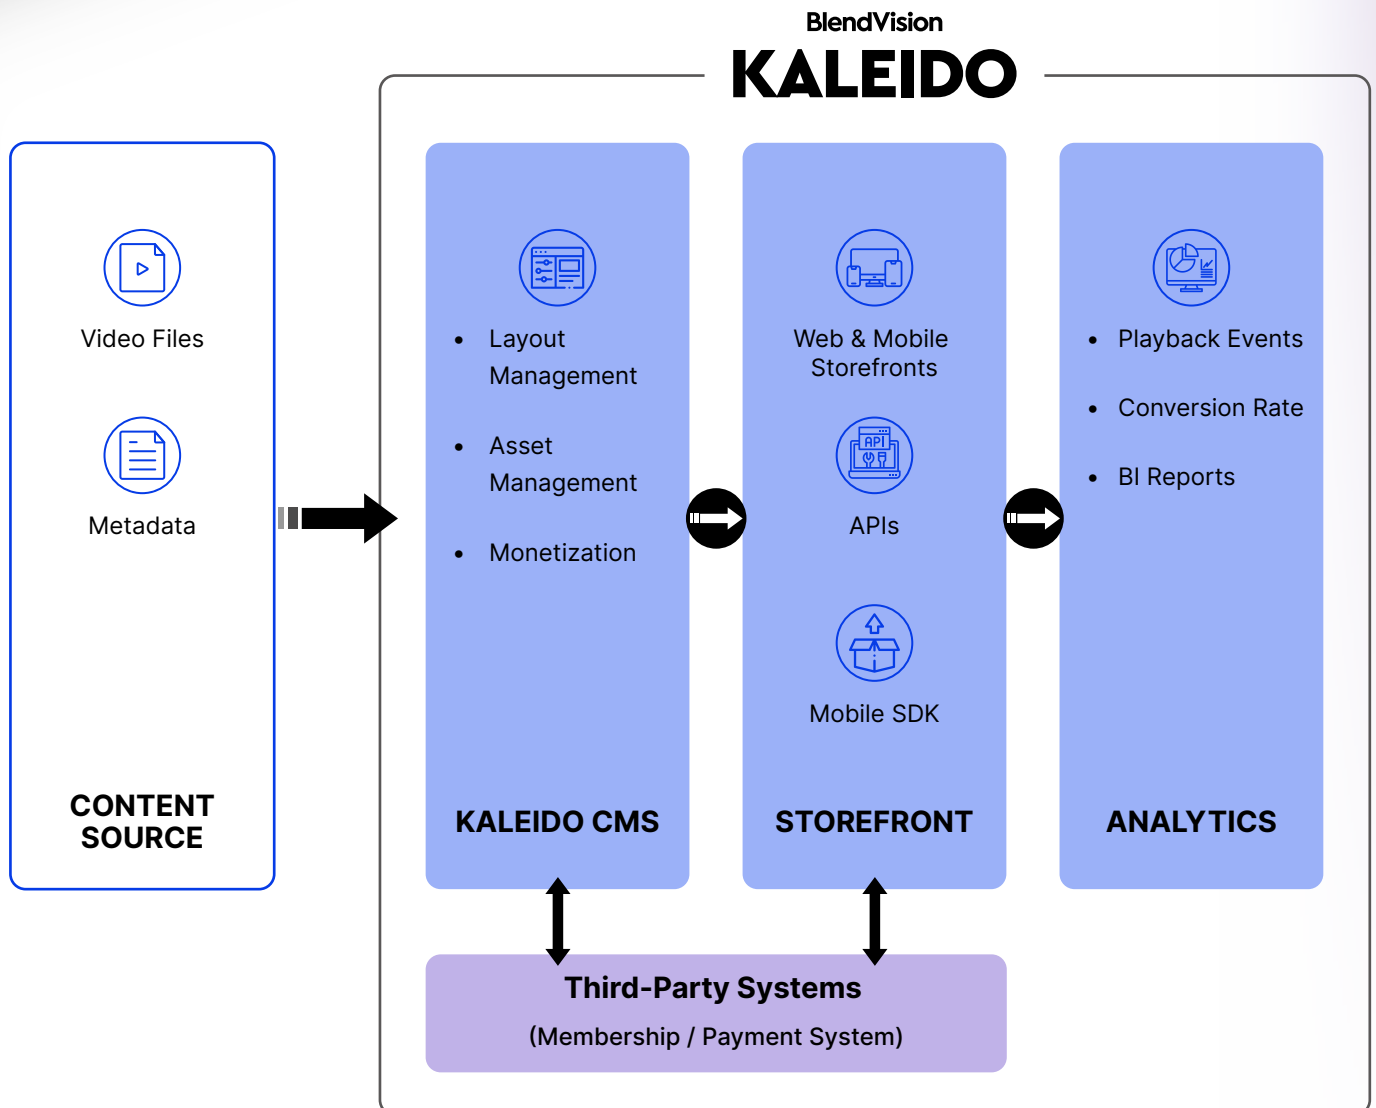 BlendVision
KALEIDO
Video Files
Metadata
CONTENT
SOURCE
• Layout
Management
• Asset
Management
• Monetization
KALEIDO CMS
Web & Mobile
Storefronts
API
APIs
Mobile SDK
STOREFRONT
• Playback Events
• Conversion Rate
• BI Reports
ANALYTICS
Third-Party Systems
(Membership / Payment System)